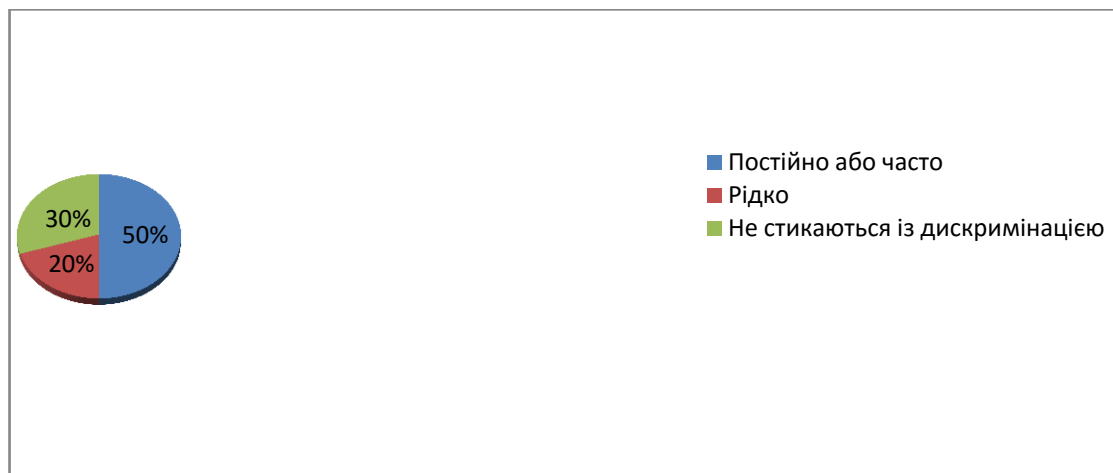 30%
50%
20%
Постійно або часто
Рідко
Не стикаються із дискримінацією